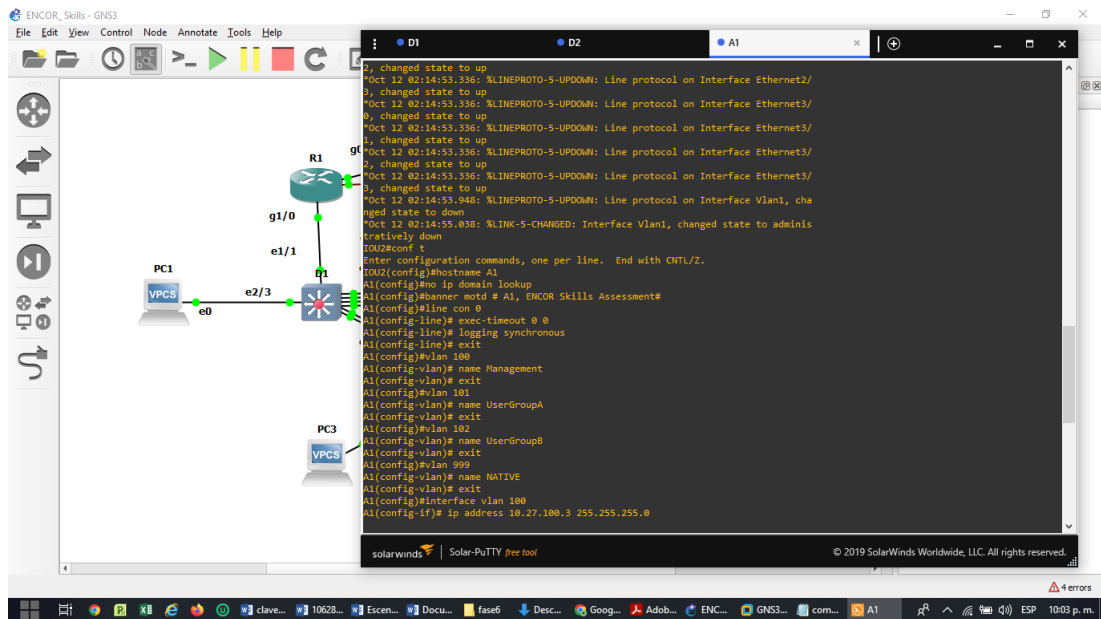 ENCOR_Skills - GNS3
File Edit View Control Node Annotate Tools Help
D1 D2 A1
2, changed state to up
*Oct 12 02:14:53.336: %LINEPROTO-5-UPDOWN: Line protocol on Interface Ethernet2/
3, changed state to up
*Oct 12 02:14:53.336: %LINEPROTO-5-UPDOWN: Line protocol on Interface Ethernet3/
0, changed state to up
*Oct 12 02:14:53.336: %LINEPROTO-5-UPDOWN: Line protocol on Interface Ethernet3/
1, changed state to up
*Oct 12 02:14:53.336: %LINEPROTO-5-UPDOWN: Line protocol on Interface Ethernet3/
2, changed state to up
*Oct 12 02:14:53.336: %LINEPROTO-5-UPDOWN: Line protocol on Interface Ethernet3/
3, changed state to up
*Oct 12 02:14:53.948: %LINEPROTO-5-UPDOWN: Line protocol on Interface Vlan1, cha
nged state to down
*Oct 12 02:14:55.038: %LINK-5-CHANGED: Interface Vlan1, changed state to adminis
tratively down
IOU2#conf t
Enter configuration commands, one per line. End with CNTL/Z.
IOU2(config)#hostname A1
A1(config)#no ip domain lookup
A1(config)#banner motd # A1, ENCOR Skills Assessment#
A1(config)#line con 0
A1(config-line)# exec-timeout 0 0
A1(config-line)# logging synchronous
A1(config-line)# exit
A1(config)#vlan 100
A1(config-vlan)# name Management
A1(config-vlan)# exit
A1(config)#vlan 101
A1(config-vlan)# name UserGroupA
A1(config-vlan)# exit
A1(config)#vlan 102
A1(config-vlan)# name UserGroupB
A1(config-vlan)# exit
A1(config)#vlan 999
A1(config-vlan)# name NATIVE
A1(config-vlan)# exit
A1(config)#interface vlan 100
A1(config-if)# ip address 10.27.100.3 255.255.255.0
solarwinds Solar-PuTTY free tool © 2019 SolarWinds Worldwide, LLC. All rights reserved.
R1
g1/0
e1/1
D1
PC1
VPCS
e0
e2/3
PC3
VPCS
4 errors
clave... 10628... Escen... Docu... fase6 Desc... Goog... Adob... ENC... GNS3... com... A1 ESP 10:03 p. m.